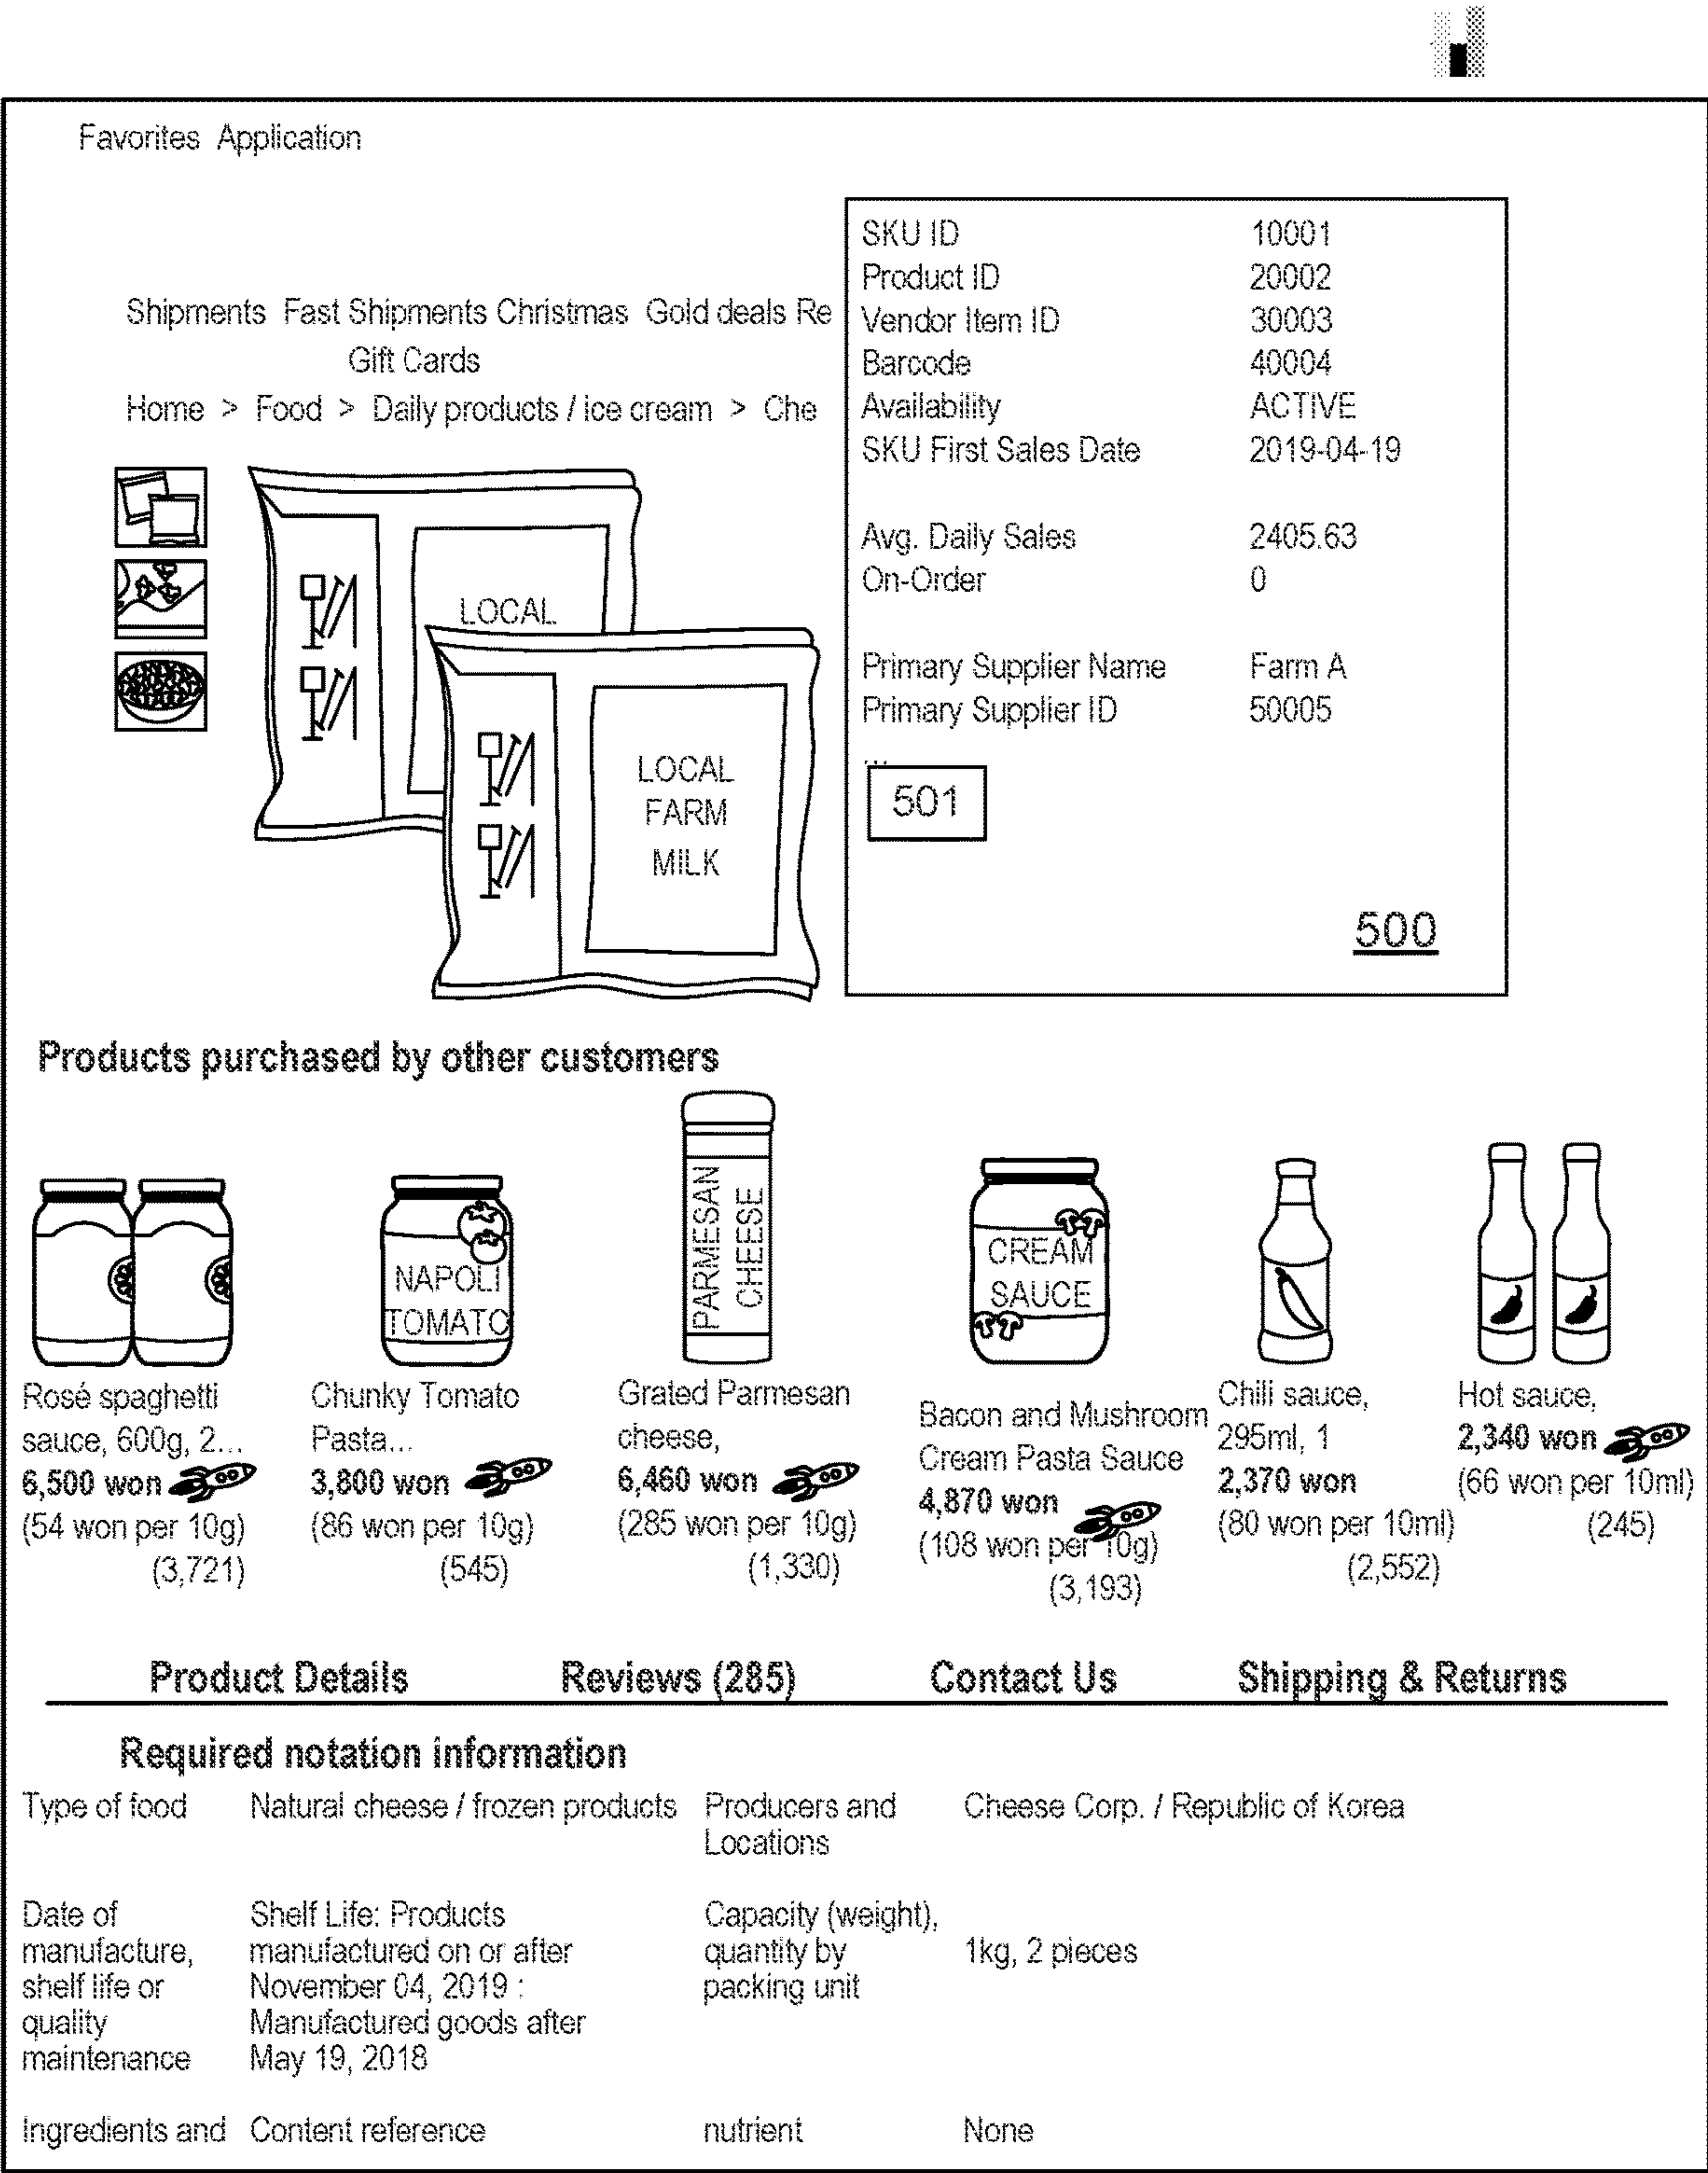 Favorites Application
Shipments Fast Shipments Christmas Gold deals Re
Gift Cards
Home > Food > Daily products / ice cream > Che
LOCAL
LOCAL
FARM
MILK
SKU ID 10001
Product ID 20002
Vendor Item ID 30003
Barcode 40004
Availability ACTIVE
SKU First Sales Date 2019-04-19
Avg. Daily Sales 2405.63
On-Order 0
Primary Supplier Name Farm A
Primary Supplier ID 50005
...
501
500
Products purchased by other customers
NAPOLI
TOMATO
PARMESAN
CHEESE
CREAM
SAUCE
Rosé spaghetti
sauce, 600g, 2...
6,500 won
(54 won per 10g)
(3,721)
Chunky Tomato
Pasta...
3,800 won
(86 won per 10g)
(545)
Grated Parmesan
cheese,
6,460 won
(285 won per 10g)
(1,330)
Bacon and Mushroom
Cream Pasta Sauce
4,870 won
(108 won per 10g)
(3,193)
Chili sauce,
295ml, 1
2,370 won
(80 won per 10ml)
(2,552)
Hot sauce,
2,340 won
(66 won per 10ml)
(245)
Product Details Reviews (285) Contact Us Shipping & Returns
Required notation information
Type of food
Natural cheese / frozen products
Producers and
Locations
Cheese Corp. / Republic of Korea
Date of
manufacture,
shelf life or
quality
maintenance
Shelf Life: Products
manufactured on or after
November 04, 2019 :
Manufactured goods after
May 19, 2018
Capacity (weight),
quantity by
packing unit
1kg, 2 pieces
Ingredients and Content reference nutrient None